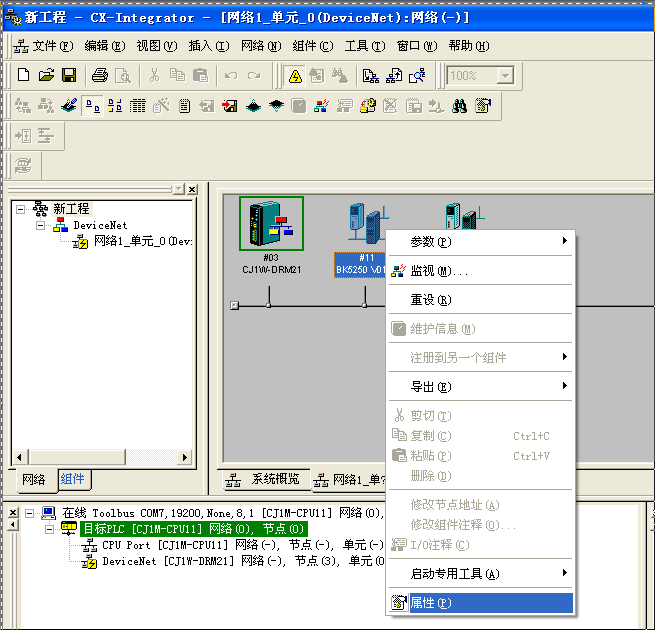 新工程 - CX-Integrator - [网络1_单元_0(DeviceNet):网络(-)]
文件(F) 编辑(E) 视图(V) 插入(I) 网络(N) 组件(C) 工具(T) 窗口(W) 帮助(H)
100%
新工程
DeviceNet
网络1_单元_0(Dev:
网络 组件
#03
CJ1W-DRM21
#11
BK5250 V01
参数(P)
监视(M)...
重设(R)
维护信息(M)
注册到另一个组件
导出(E)
剪切(T)
复制(C) Ctrl+C
粘贴(P) Ctrl+V
删除(D)
修改节点地址(A)
修改组件注释(O)...
I/O注释(C)
启动专用工具(A)
属性(P)
系统概览 网络1_单
在线 Toolbus COM7,19200,None,8,1 [CJ1M-CPU11] 网络(0),
目标PLC [CJ1M-CPU11] 网络(0), 节点(0)
CPU Port [CJ1M-CPU11] 网络(-), 节点(-), 单元(-)
DeviceNet [CJ1W-DRM21] 网络(-), 节点(3), 单元(0